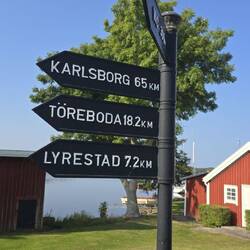 KARLSBORG 65 KM
TÖREBODA 18.2 KM
LYRESTAD 7.2 KM